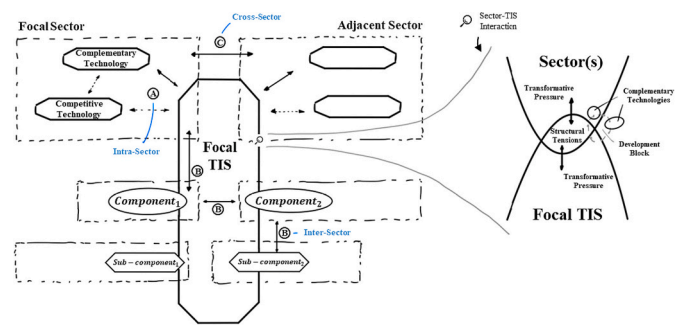 Cross-Sector
Focal Sector
Adjacent Sector
C
Complementary
Technology
A
Competitive
Technology
Intra-Sector
Focal
TIS
B
Component₁
B
Component₂
B
Inter-Sector
Sub-component₁
Sub-component₂
Sector-TIS
Interaction
Sector(s)
Transformative
Pressure
Complementary
Technologies
Structural
Tensions
Development
Block
Transformative
Pressure
Focal TIS